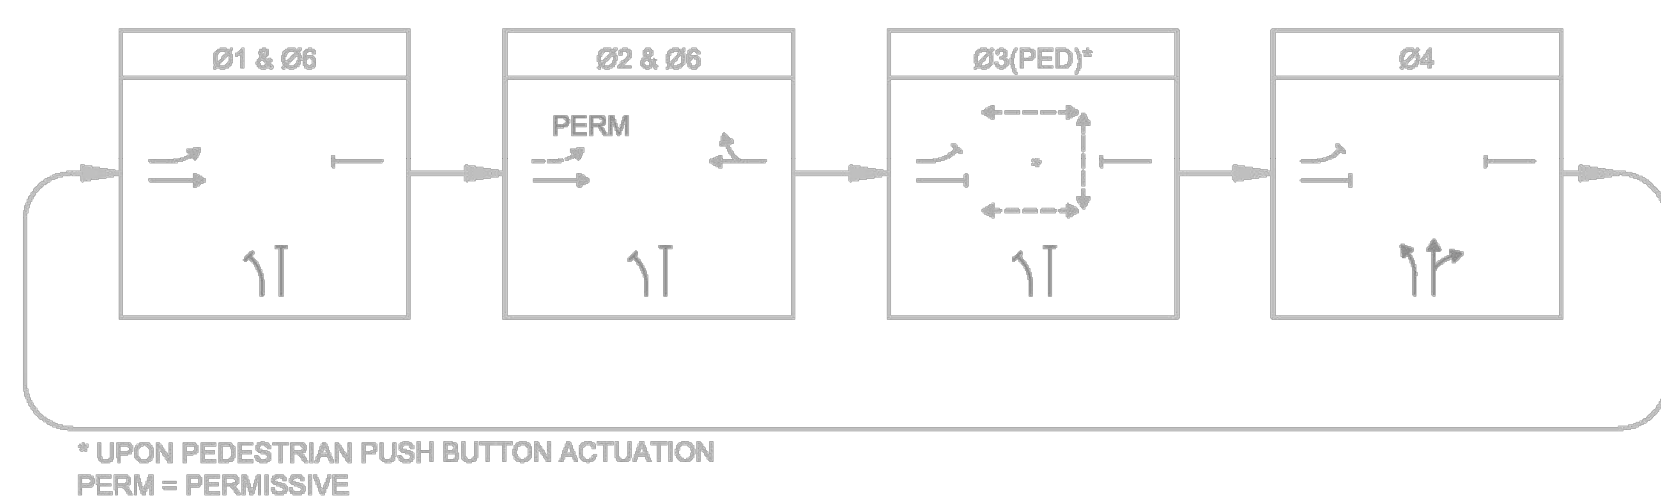 Ø1 & Ø6
Ø2 & Ø6
Ø3(PED)*
Ø4
PERM
* UPON PEDESTRIAN PUSH BUTTON ACTUATION
PERM = PERMISSIVE